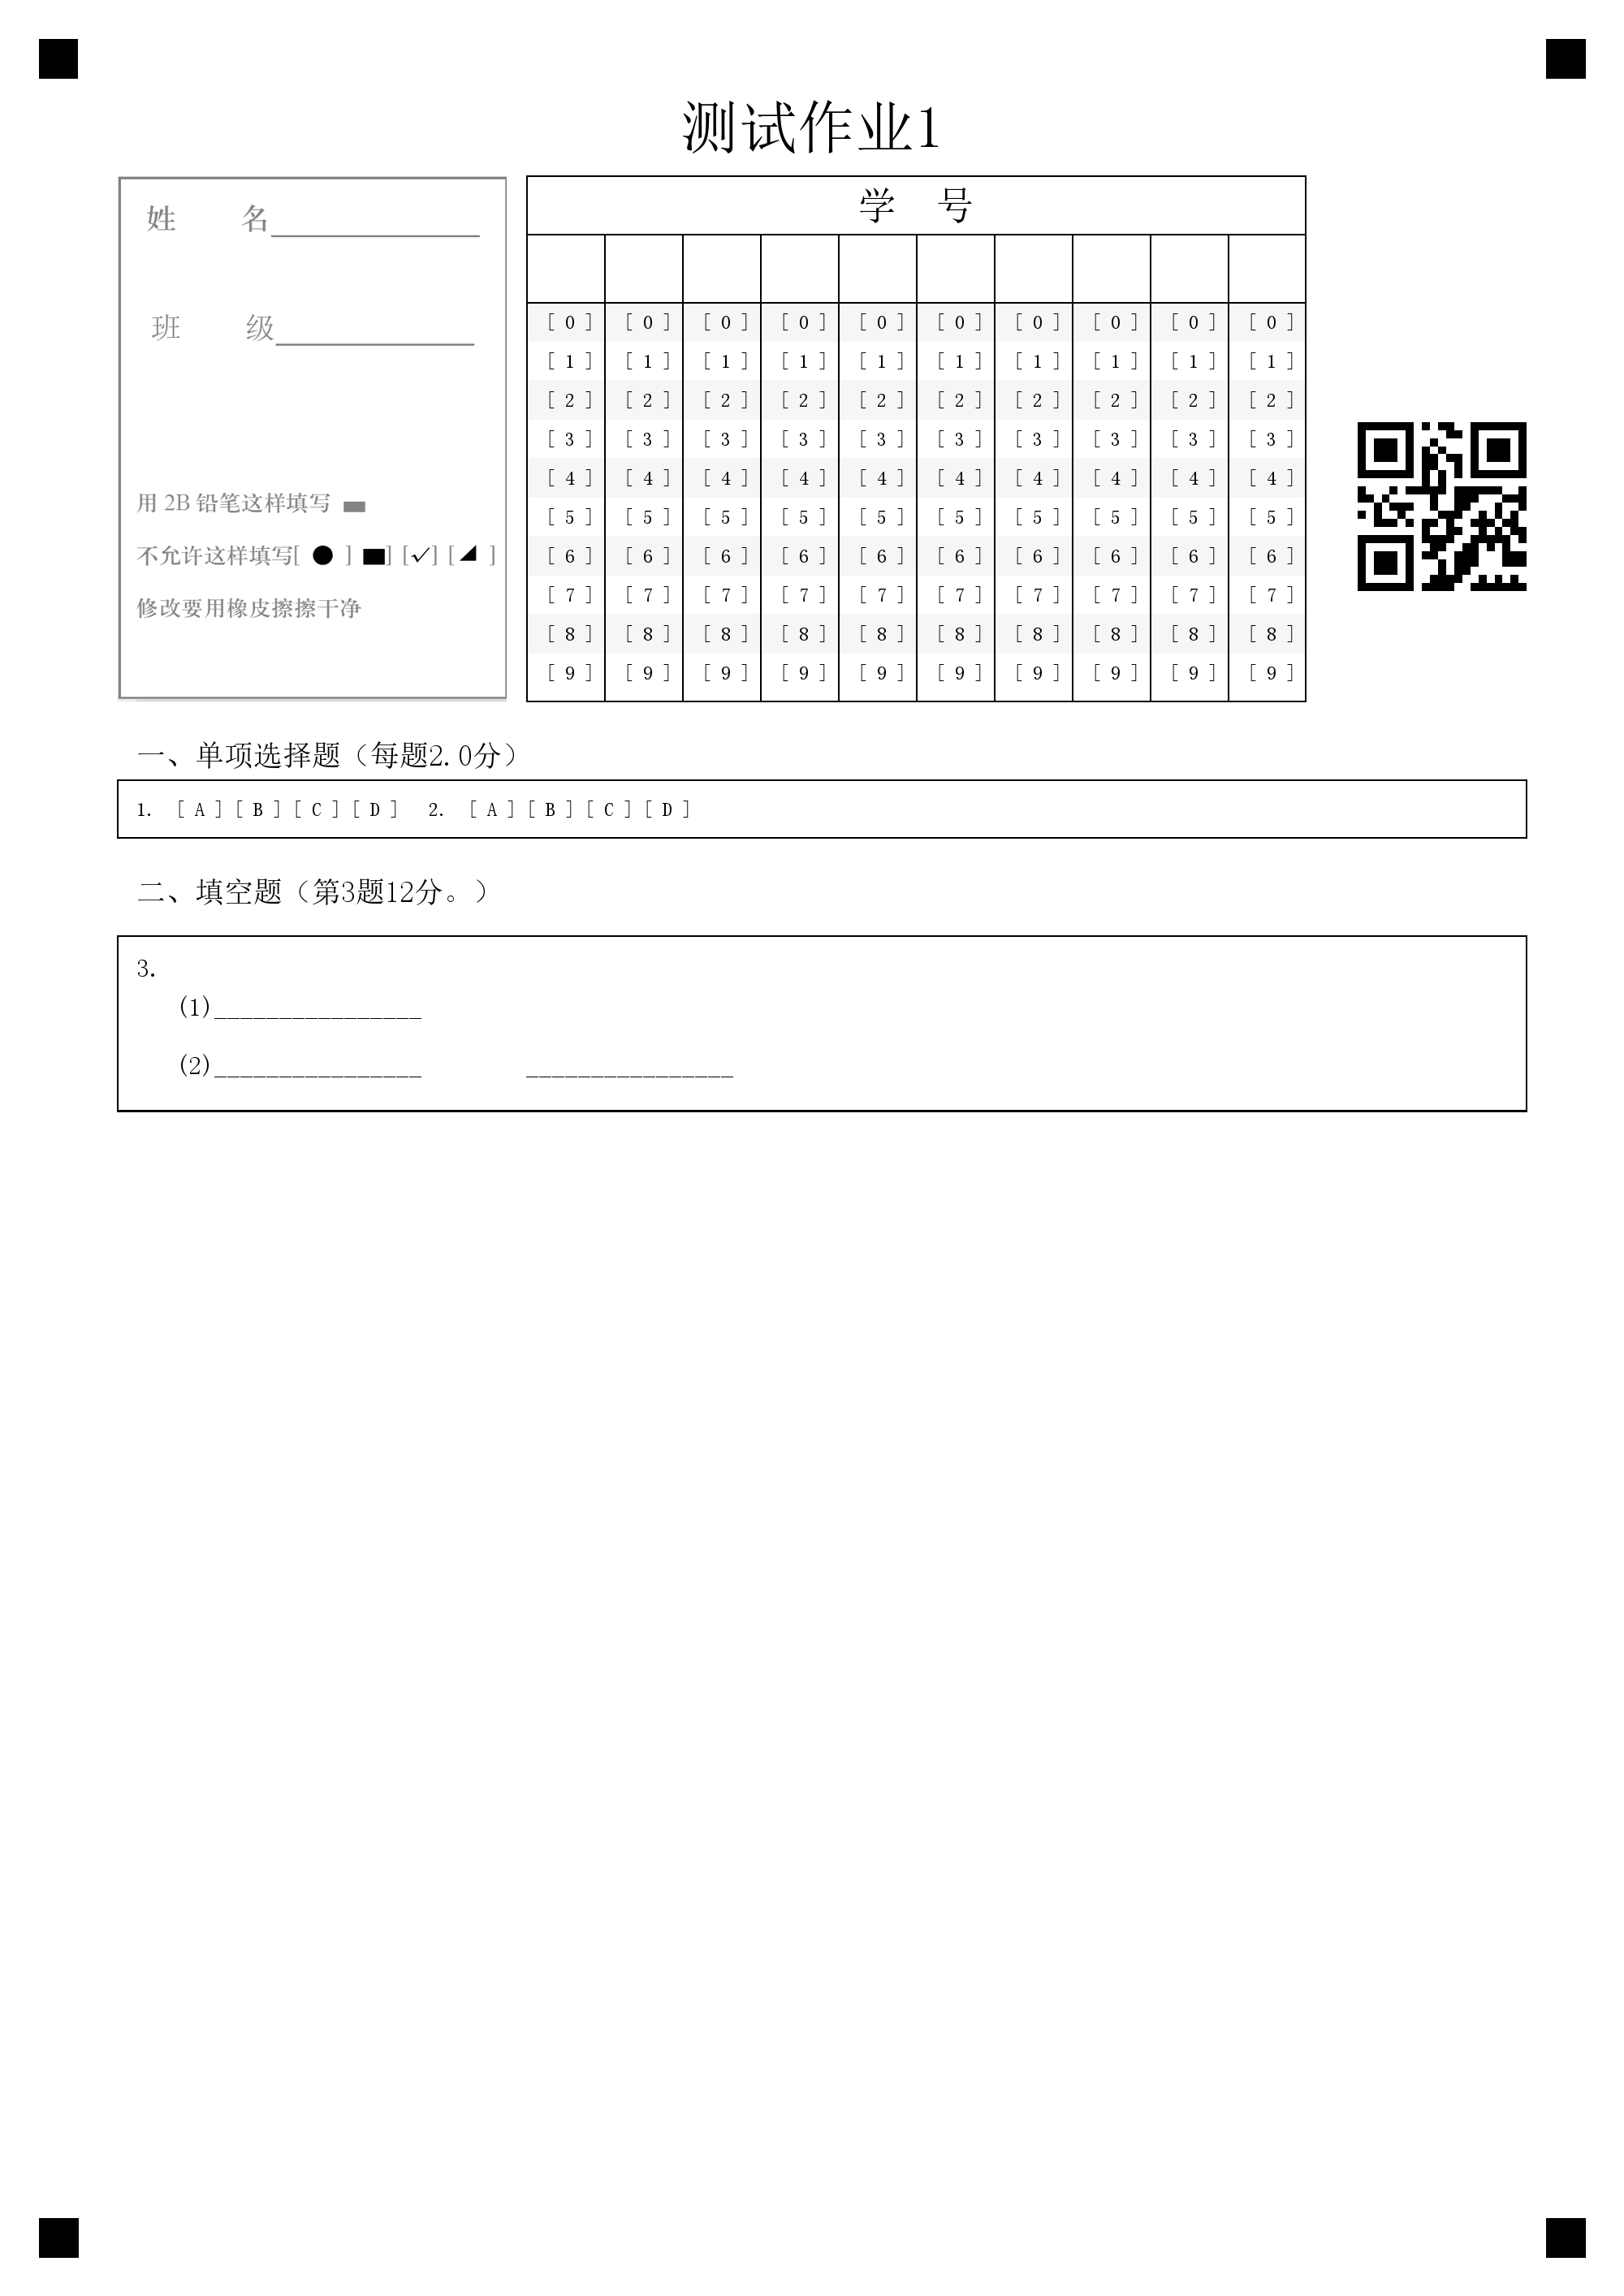 测试作业1
姓 名________________
班 级________________
用 2B 铅笔这样填写
不允许这样填写[ ● ] ■] [✓] [◢ ]
修改要用橡皮擦擦干净
学 号
[ 0 ] [ 0 ] [ 0 ] [ 0 ] [ 0 ] [ 0 ] [ 0 ] [ 0 ] [ 0 ] [ 0 ]
[ 1 ] [ 1 ] [ 1 ] [ 1 ] [ 1 ] [ 1 ] [ 1 ] [ 1 ] [ 1 ] [ 1 ]
[ 2 ] [ 2 ] [ 2 ] [ 2 ] [ 2 ] [ 2 ] [ 2 ] [ 2 ] [ 2 ] [ 2 ]
[ 3 ] [ 3 ] [ 3 ] [ 3 ] [ 3 ] [ 3 ] [ 3 ] [ 3 ] [ 3 ] [ 3 ]
[ 4 ] [ 4 ] [ 4 ] [ 4 ] [ 4 ] [ 4 ] [ 4 ] [ 4 ] [ 4 ] [ 4 ]
[ 5 ] [ 5 ] [ 5 ] [ 5 ] [ 5 ] [ 5 ] [ 5 ] [ 5 ] [ 5 ] [ 5 ]
[ 6 ] [ 6 ] [ 6 ] [ 6 ] [ 6 ] [ 6 ] [ 6 ] [ 6 ] [ 6 ] [ 6 ]
[ 7 ] [ 7 ] [ 7 ] [ 7 ] [ 7 ] [ 7 ] [ 7 ] [ 7 ] [ 7 ] [ 7 ]
[ 8 ] [ 8 ] [ 8 ] [ 8 ] [ 8 ] [ 8 ] [ 8 ] [ 8 ] [ 8 ] [ 8 ]
[ 9 ] [ 9 ] [ 9 ] [ 9 ] [ 9 ] [ 9 ] [ 9 ] [ 9 ] [ 9 ] [ 9 ]
一、单项选择题（每题2.0分）
1. [ A ] [ B ] [ C ] [ D ] 2. [ A ] [ B ] [ C ] [ D ]
二、填空题（第3题12分。）
3.
(1)________________
(2)________________ ________________